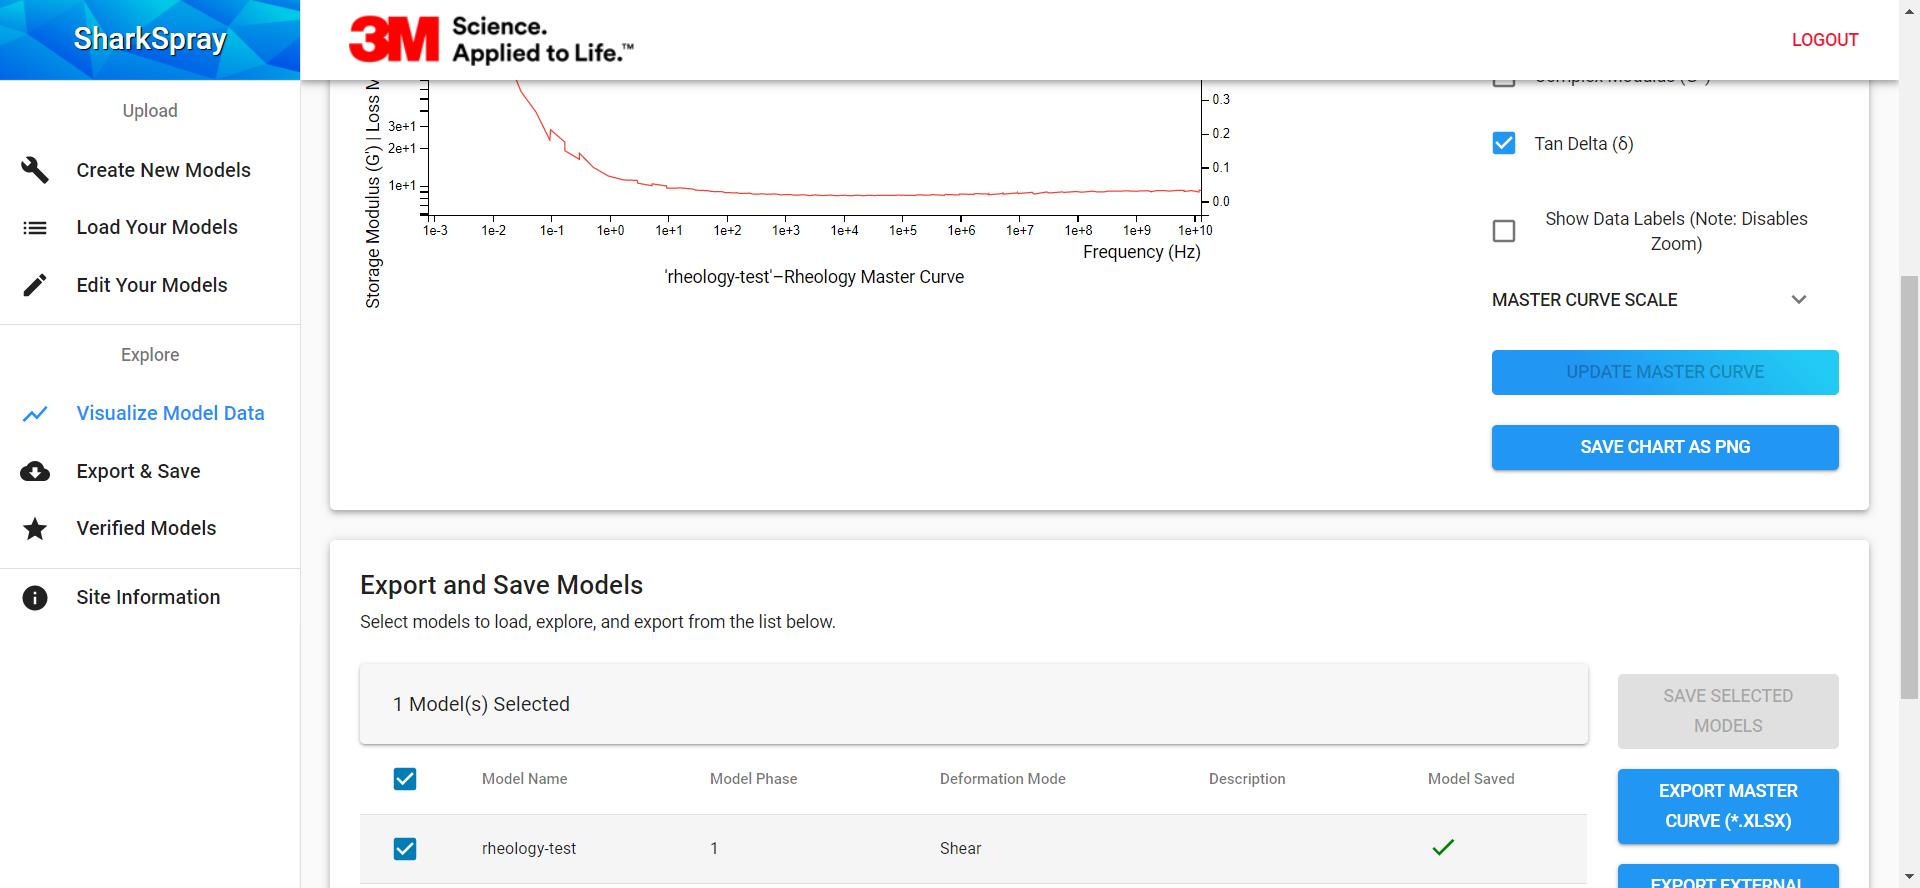 SharkSpray
3M Science.
Applied to Life.™
LOGOUT
Upload
Create New Models
Load Your Models
Edit Your Models
Explore
Visualize Model Data
Export & Save
Verified Models
Site Information
Storage Modulus (G') | Loss M
3e+1
2e+1
1e+1
0.3
0.2
0.1
0.0
1e-3 1e-2 1e-1 1e+0 1e+1 1e+2 1e+3 1e+4 1e+5 1e+6 1e+7 1e+8 1e+9 1e+10
Frequency (Hz)
'rheology-test'–Rheology Master Curve
Complex Modulus
Tan Delta (δ)
Show Data Labels (Note: Disables
Zoom)
MASTER CURVE SCALE
UPDATE MASTER CURVE
SAVE CHART AS PNG
Export and Save Models
Select models to load, explore, and export from the list below.
1 Model(s) Selected
Model Name Model Phase Deformation Mode Description Model Saved
rheology-test 1 Shear
SAVE SELECTED
MODELS
EXPORT MASTER
CURVE (*.XLSX)
EXPORT EXTERNAL